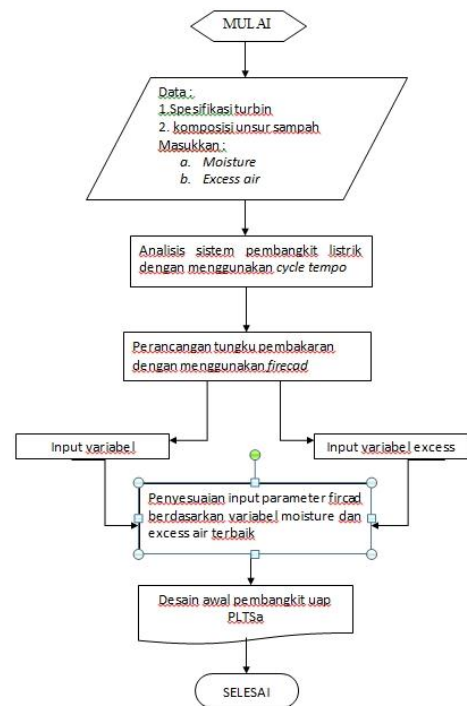 MULAI
Data :
1.Spesifikasi turbin
2. komposisi unsur sampah
Masukkan :
a. Moisture
b. Excess air
Analisis sistem pembangkit listrik
dengan menggunakan cycle tempo
Perancangan tungku pembakaran
dengan menggunakan firecad
Input variabel
Input variabel excess
Penyesuaian input parameter fircad
berdasarkan variabel moisture dan
excess air terbaik
Desain awal pembangkit uap
PLTSa
SELESAI